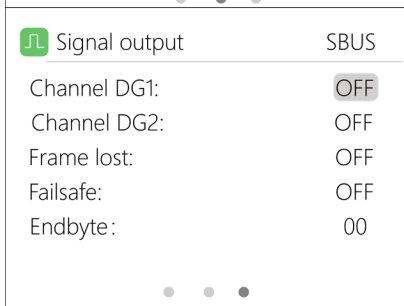 Signal output SBUS
Channel DG1: OFF
Channel DG2: OFF
Frame lost: OFF
Failsafe: OFF
Endbyte: 00